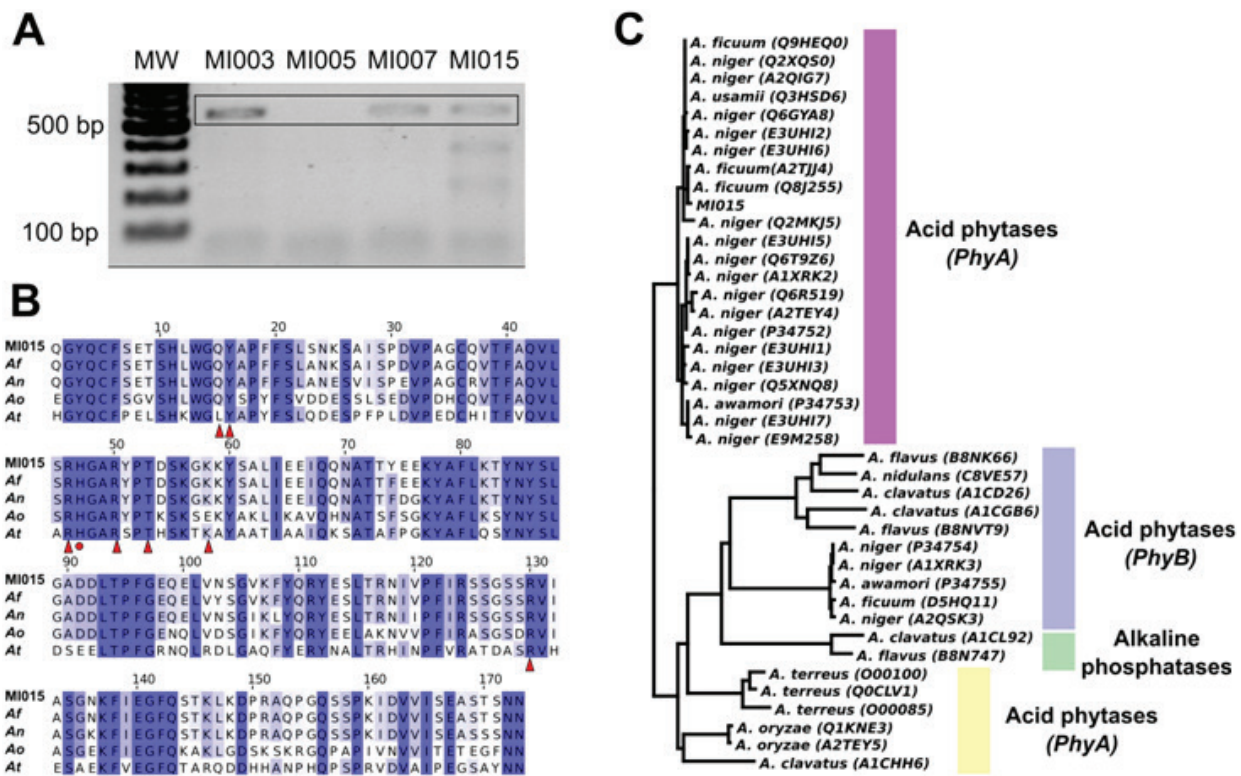 A
MW MI003 MI005 MI007 MI015
500 bp
100 bp
B
10 20 30 40
MI015 QGYQCFSETSHLWGQYAPFFSLSNKSAISPDVPAGCQVTFAQVL
Af QGYQCFSETSHLWGQYAPFFSLANKSAISPDVPAGCQVTFAQVL
An QGYQCFSETSHLWGQYAPFFSLANESVISPEVPAGCRVTFAQVL
Ao EGYQCFSGVSHLWGQYSPYFSVDDESSLSEDVPDHCQVTFAQVL
At HGYQCFPELSHKWGLYAPYFSLQDESPFPLDVPEDCHITFVQVL
50 60 70 80
MI015 SRHGARYPTDSKGKKYSALIEEIQQNATTYEEKYAFLKTYNYSL
Af SRHGARYPTDSKGKKYSALIEEIQQNATTFDEKYAFLKTYNYSL
An SRHGARYPTDSKGKKYSALIEEIQQNATTFDGKYAFLKTYNYSL
Ao SRHGARYPTKSKSEKYAKLIKAVQHNATSFSGKYAFLKSYNYSL
At ARHGARSPTHSKTKAYAATIAAIQKSATAFPGKYAFLQSYNYSL
90 100 110 120 130
MI015 GADDLTPFGEQELVNSGVKFYQRYESLTRNIVPFIRSSGSSRVI
Af GADDLTPFGEQELVYSGVKFYQRYESLTRNIVPFIRSSGSSRVI
An GADDLTPFGEQELVNSGIKLYQRYESLTRNIIPFIRSSGSSRVI
Ao GADDLTPFGENQLVDSGIKFYQRYEELAKNVVPFIRASGSDRVI
At DSEELTPFGRNQLRDLGAQFYERYNALTRHINPFVRATDASRVI
140 150 160 170
MI015 ASGNKFIEGFQSTKLKDPRAQPGQSSPKIDVVISEASTSNN
Af ASGNKFIEGFQSTKLKDPRAQPGQSSPKIDVVISEASTSNN
An ASGKKFIEGFQSTKLKDPRAQPGQSSPKIDVVISEASTSNN
Ao ASGEKFIEGFQKAKLGDSKSKRGQPAPIVNVVITETEGFNN
At ESAEKFVEGFQTARQDDHHANPHQPSPRVDVAIPEGSAYNN
C
A. ficuum (Q9HEQ0)
A. niger (Q2XQS0)
A. niger (A2QIG7)
A. usamii (Q3HSD6)
A. niger (Q6GYA8)
A. niger (E3UHI2)
A. niger (E3UHI6)
A. ficuum(A2TJJ4)
A. ficuum (Q8J255)
MI015
A. niger (Q2MKJ5)
A. niger (E3UHI5)
A. niger (Q6T9Z6)
A. niger (A1XRK2)
A. niger (Q6R519)
A. niger (A2TEY4)
A. niger (P34752)
A. niger (E3UHI1)
A. niger (E3UHI3)
A. niger (Q5XNQ8)
A. awamori (P34753)
A. niger (E3UHI7)
A. niger (E9M258)
Acid phytases
(PhyA)
A. flavus (B8NK66)
A. nidulans (C8VE57)
A. clavatus (A1CD26)
A. clavatus (A1CGB6)
A. flavus (B8NVT9)
A. niger (P34754)
A. niger (A1XRK3)
A. awamori (P34755)
A. ficuum (D5HQ11)
A. niger (A2QSK3)
Acid phytases
(PhyB)
A. clavatus (A1CL92)
A. flavus (B8N747)
Alkaline
phosphatases
A. terreus (O00100)
A. terreus (Q0CLV1)
A. terreus (O00085)
A. oryzae (Q1KNE3)
A. oryzae (A2TEY5)
A. clavatus (A1CHH6)
Acid phytases
(PhyA)